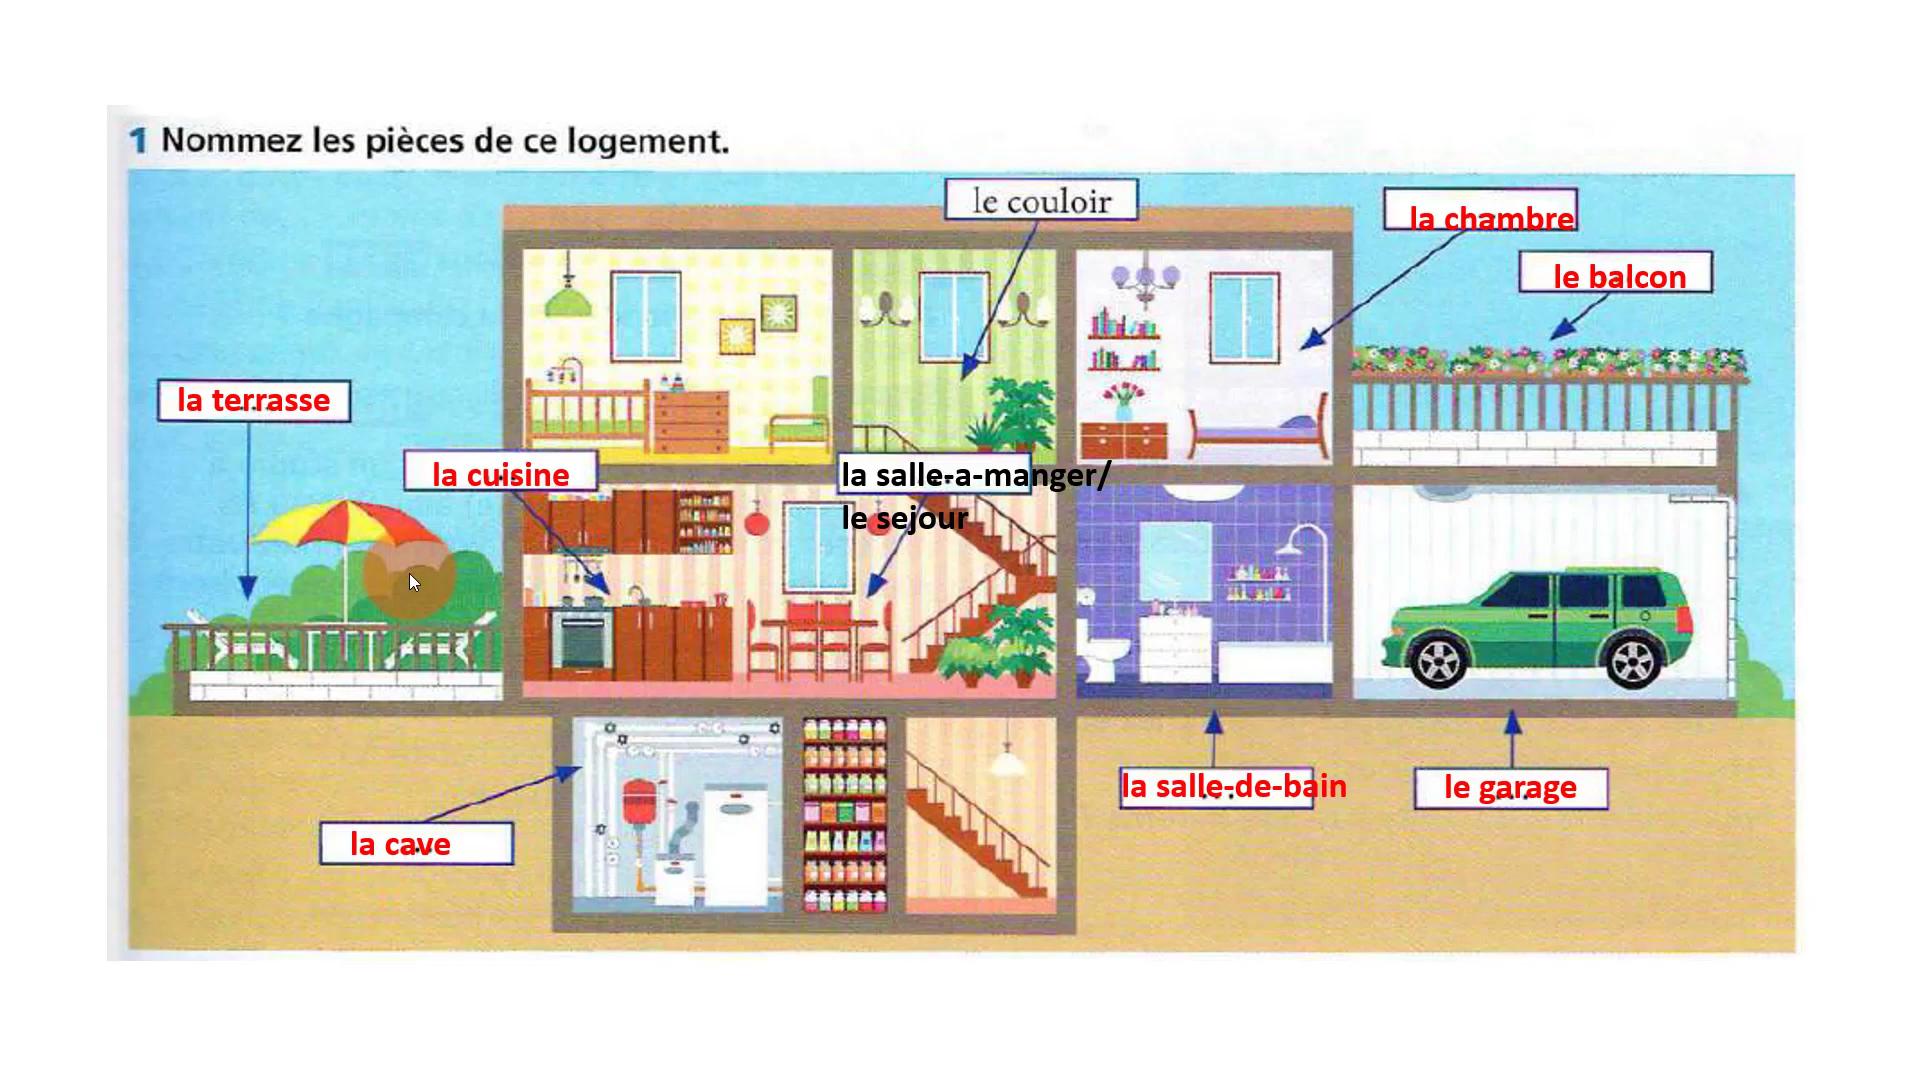 1 Nommez les pièces de ce logement.
le couloir
la chambre
le balcon
la terrasse
la cuisine
la salle-a-manger/
le sejour
la salle-de-bain
le garage
la cave